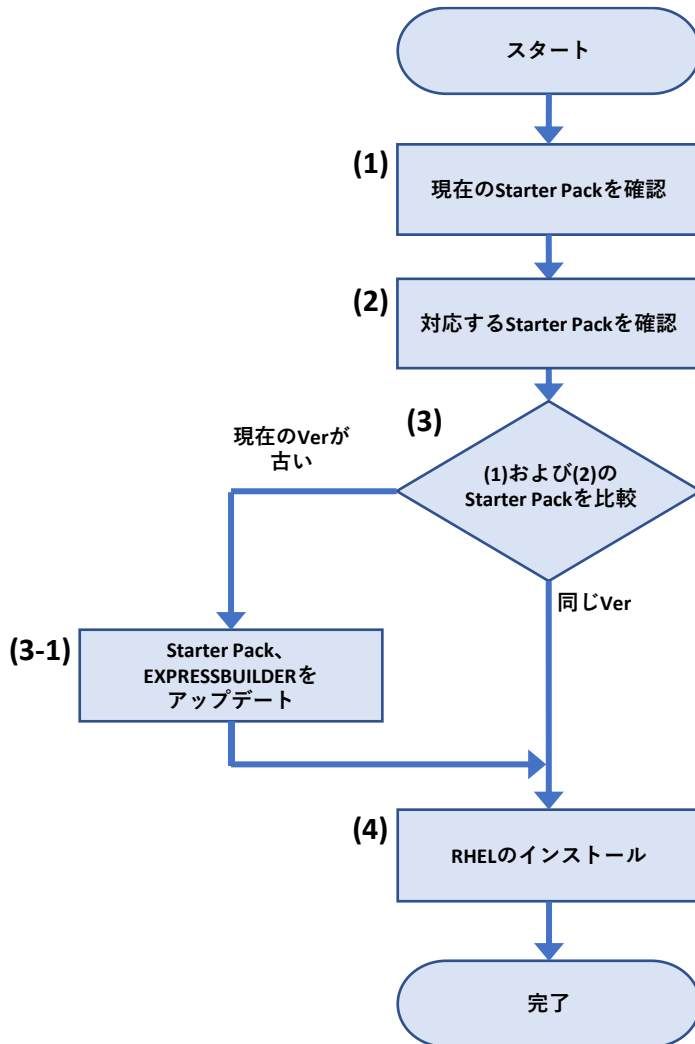 スタート
(1)
現在のStarter Packを確認
(2)
対応するStarter Packを確認
(3)
(1)および(2)の
Starter Packを比較
現在のVerが
古い
同じVer
(3-1)
Starter Pack、
EXPRESSBUILDERを
アップデート
(4)
RHELのインストール
完了